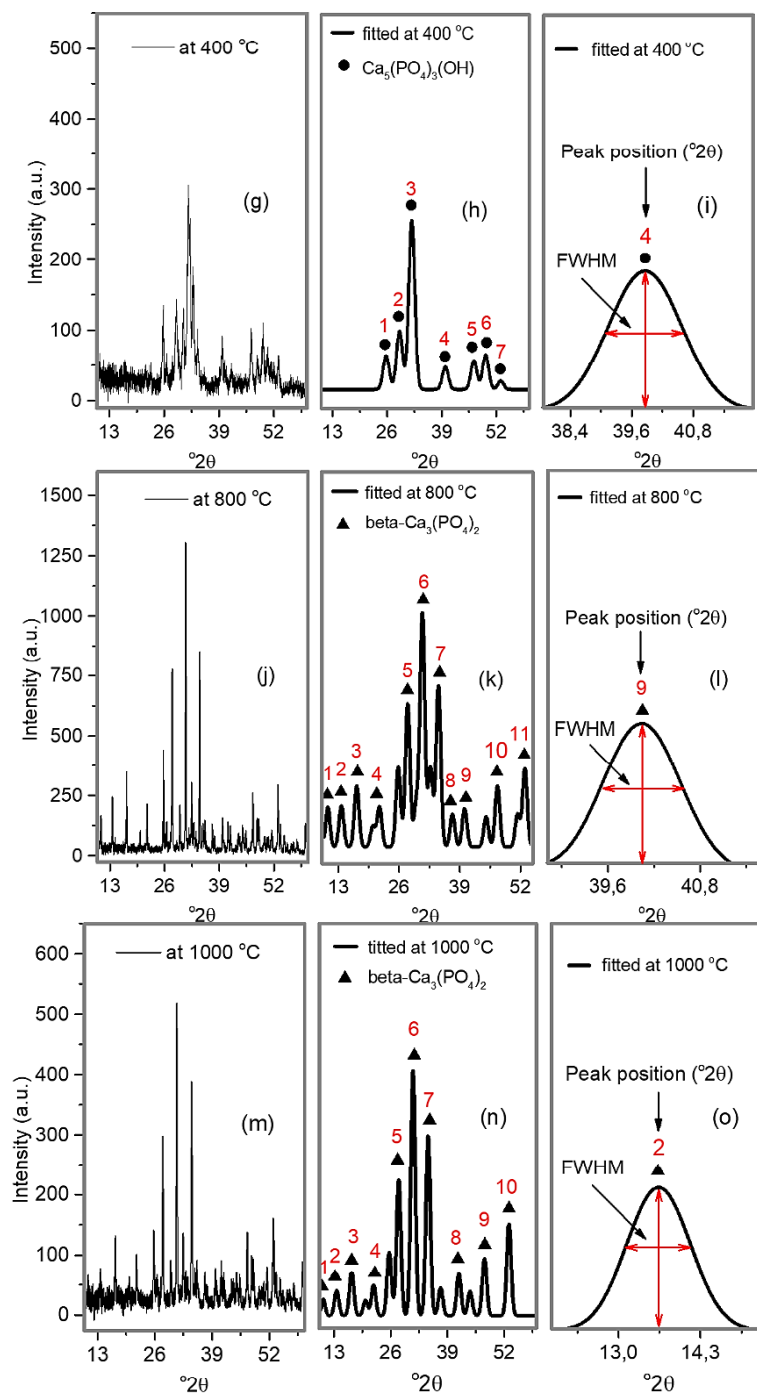 at 400 °C
fitted at 400 °C
Ca5(PO4)3(OH)
fitted at 400 °C
Peak position (°2θ)
FWHM
(g)
(h)
(i)
1
2
3
4
5
6
7
4
Intensity (a.u.)
500
400
300
200
100
0
13 26 39 52
26 39 52
38,4 39,6 40,8
°2θ
°2θ
°2θ
at 800 °C
fitted at 800 °C
beta-Ca3(PO4)2
fitted at 800 °C
Peak position (°2θ)
FWHM
(j)
(k)
(l)
1
2
3
4
5
6
7
8
9
10
11
9
Intensity (a.u.)
1500
1250
1000
750
500
250
0
13 26 39 52
13 26 39 52
39,6 40,8
°2θ
°2θ
°2θ
at 1000 °C
titted at 1000 °C
beta-Ca3(PO4)2
fitted at 1000 °C
Peak position (°2θ)
FWHM
(m)
(n)
(o)
1
2
3
4
5
6
7
8
9
10
2
Intensity (a.u.)
600
500
400
300
200
100
0
13 26 39 52
13 26 39 52
13,0 14,3
°2θ
°2θ
°2θ